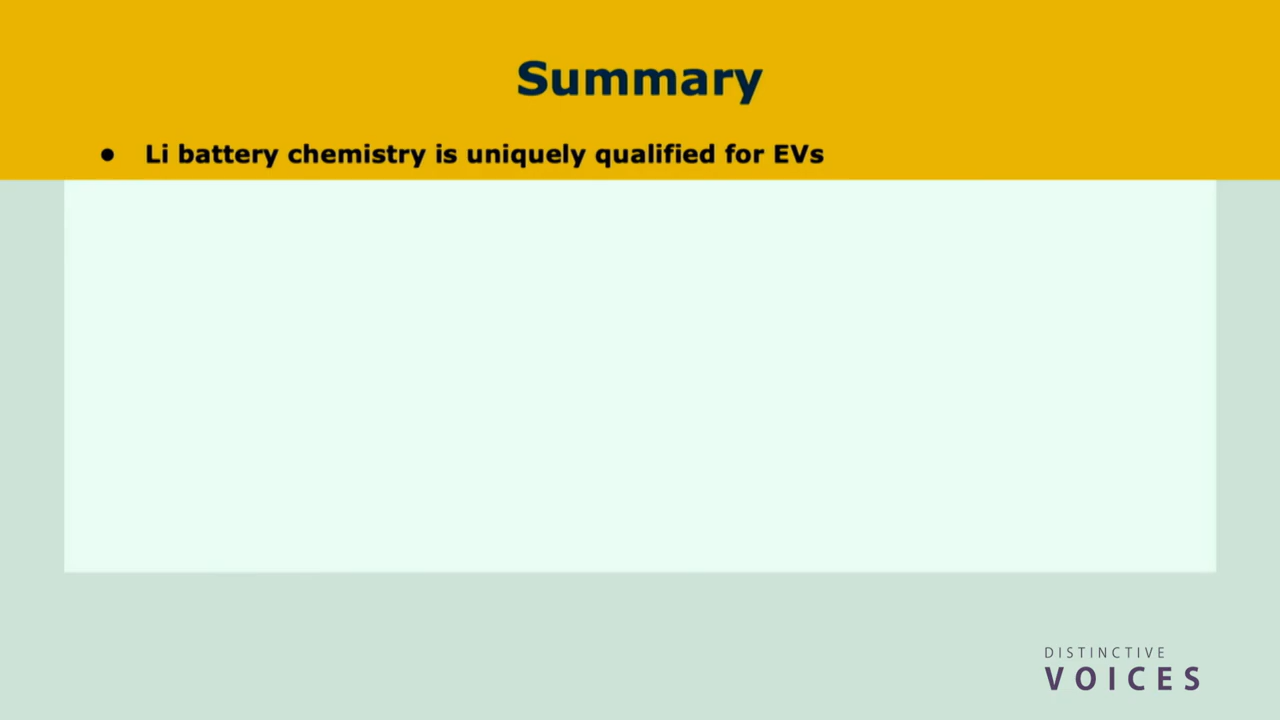 Summary
● Li battery chemistry is uniquely qualified for EVs
DISTINCTIVE
VOICES